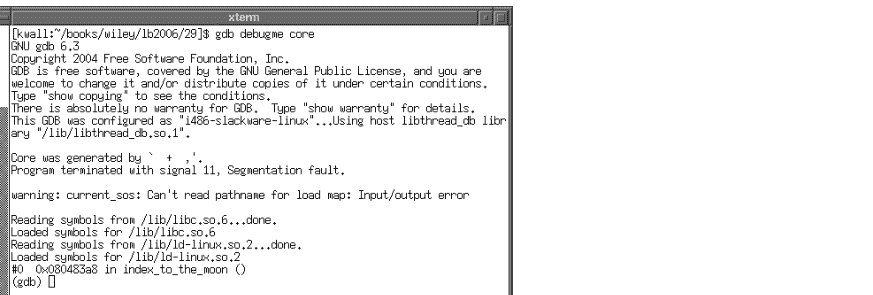 xterm
[kwall:~/books/wiley/lb2006/29]$ gdb debugme core
GNU gdb 6.3
Copyright 2004 Free Software Foundation, Inc.
GDB is free software, covered by the GNU General Public License, and you are
welcome to change it and/or distribute copies of it under certain conditions.
Type "show copying" to see the conditions.
There is absolutely no warranty for GDB.  Type "show warranty" for details.
This GDB was configured as "i486-slackware-linux"...Using host libthread_db libr
ary "/lib/libthread_db.so.1".
Core was generated by `  +  ,'.
Program terminated with signal 11, Segmentation fault.
warning: current_sos: Can't read pathname for load map: Input/output error
Reading symbols from /lib/libc.so.6...done.
Loaded symbols for /lib/libc.so.6
Reading symbols from /lib/ld-linux.so.2...done.
Loaded symbols for /lib/ld-linux.so.2
#0  0x080483a8 in index_to_the_moon ()
(gdb)